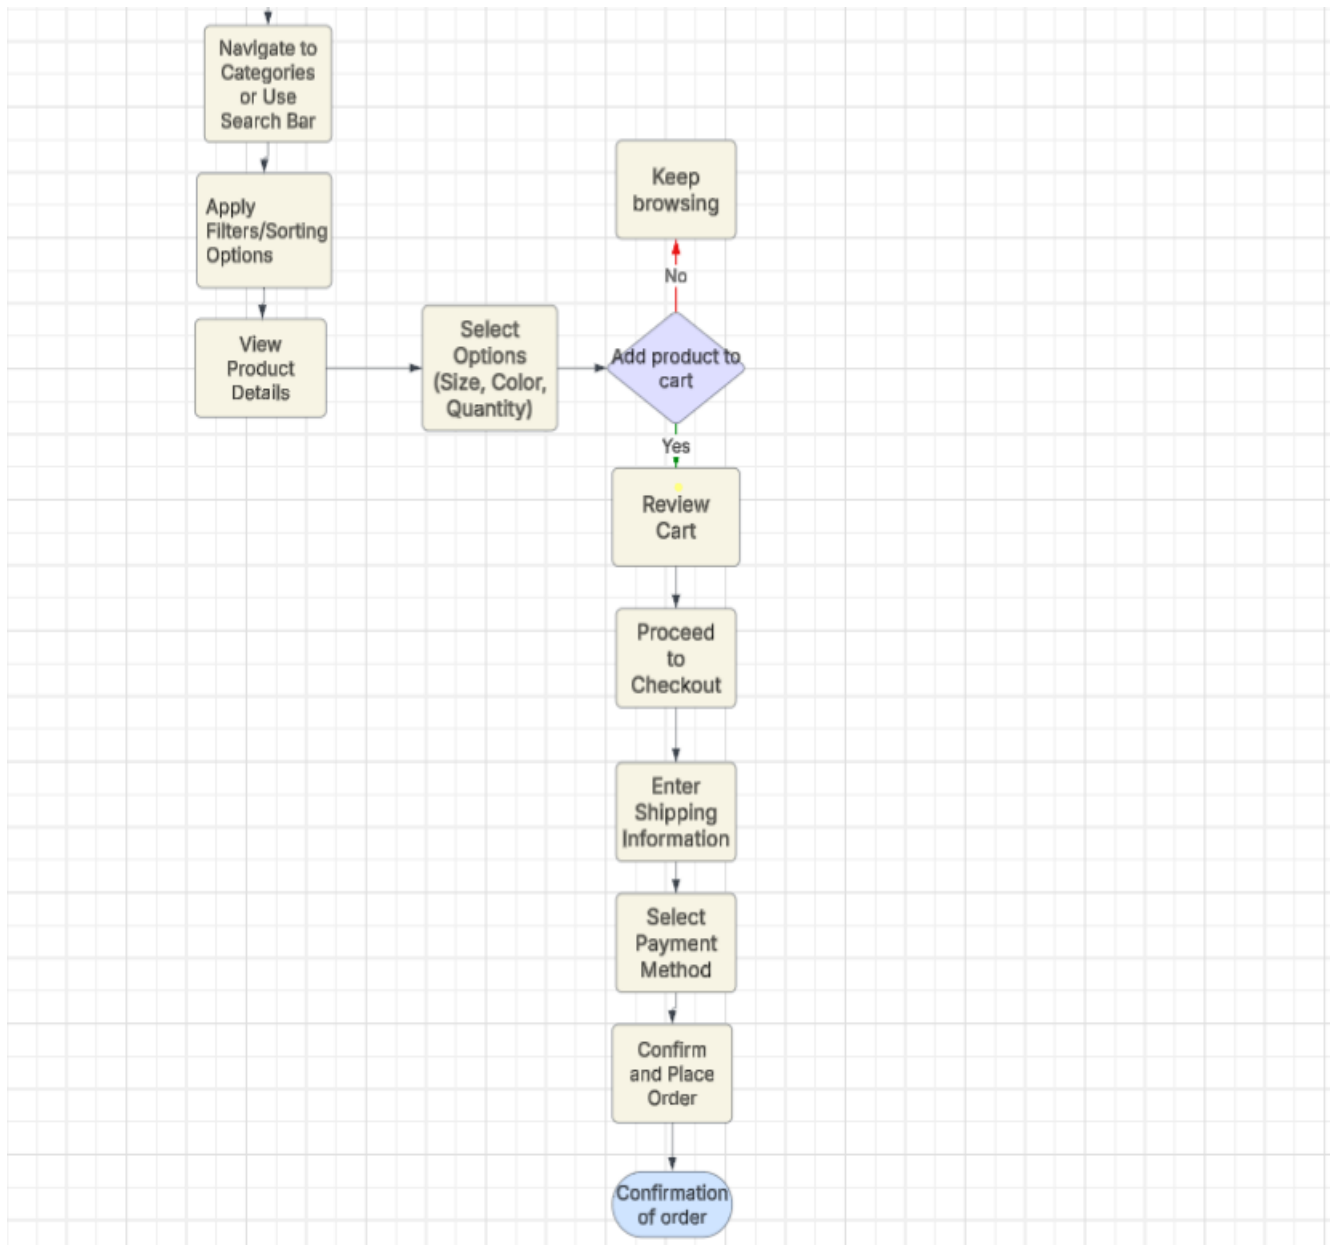 Navigate to
Categories
or Use
Search Bar
Apply
Filters/Sorting
Options
View
Product
Details
Select
Options
(Size, Color,
Quantity)
Keep
browsing
No
Add product to
cart
Yes
Review
Cart
Proceed
to
Checkout
Enter
Shipping
Information
Select
Payment
Method
Confirm
and Place
Order
Confirmation
of order